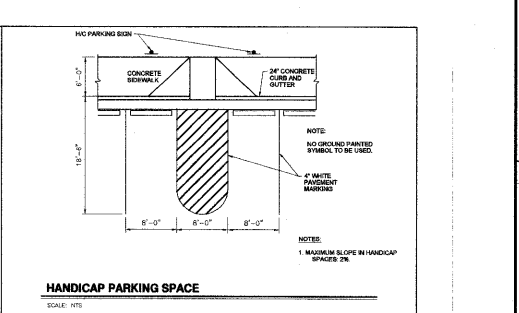 H/C PARKING SIGN
6'-0"
CONCRETE
SIDEWALK
24" CONCRETE
CURB AND
GUTTER
NOTE:
NO GROUND PAINTED
SYMBOL TO BE USED.
18'-6"
4" WHITE
PAVEMENT
MARKING
8'-0"
8'-0"
8'-0"
NOTES:
1. MAXIMUM SLOPE IN HANDICAP
SPACES: 2%.
HANDICAP PARKING SPACE
SCALE: NTS